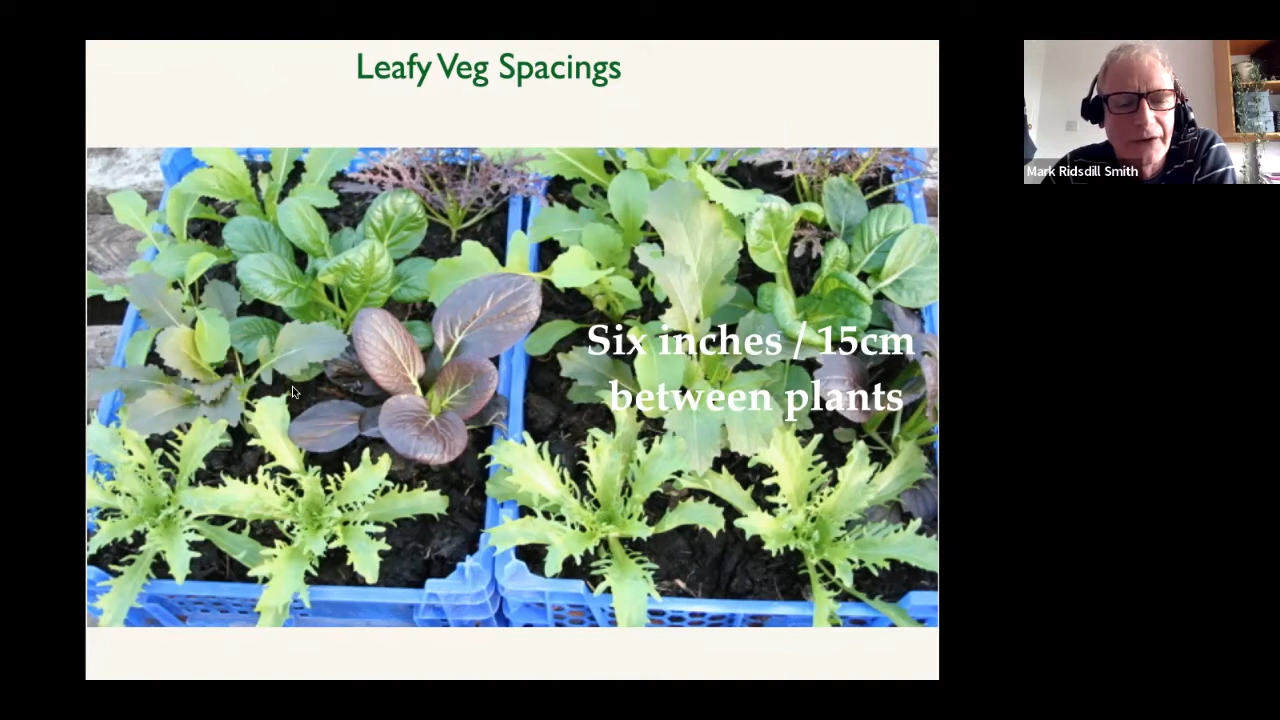 Leafy Veg Spacings
Six inches / 15cm
between plants
Mark Ridsdill Smith